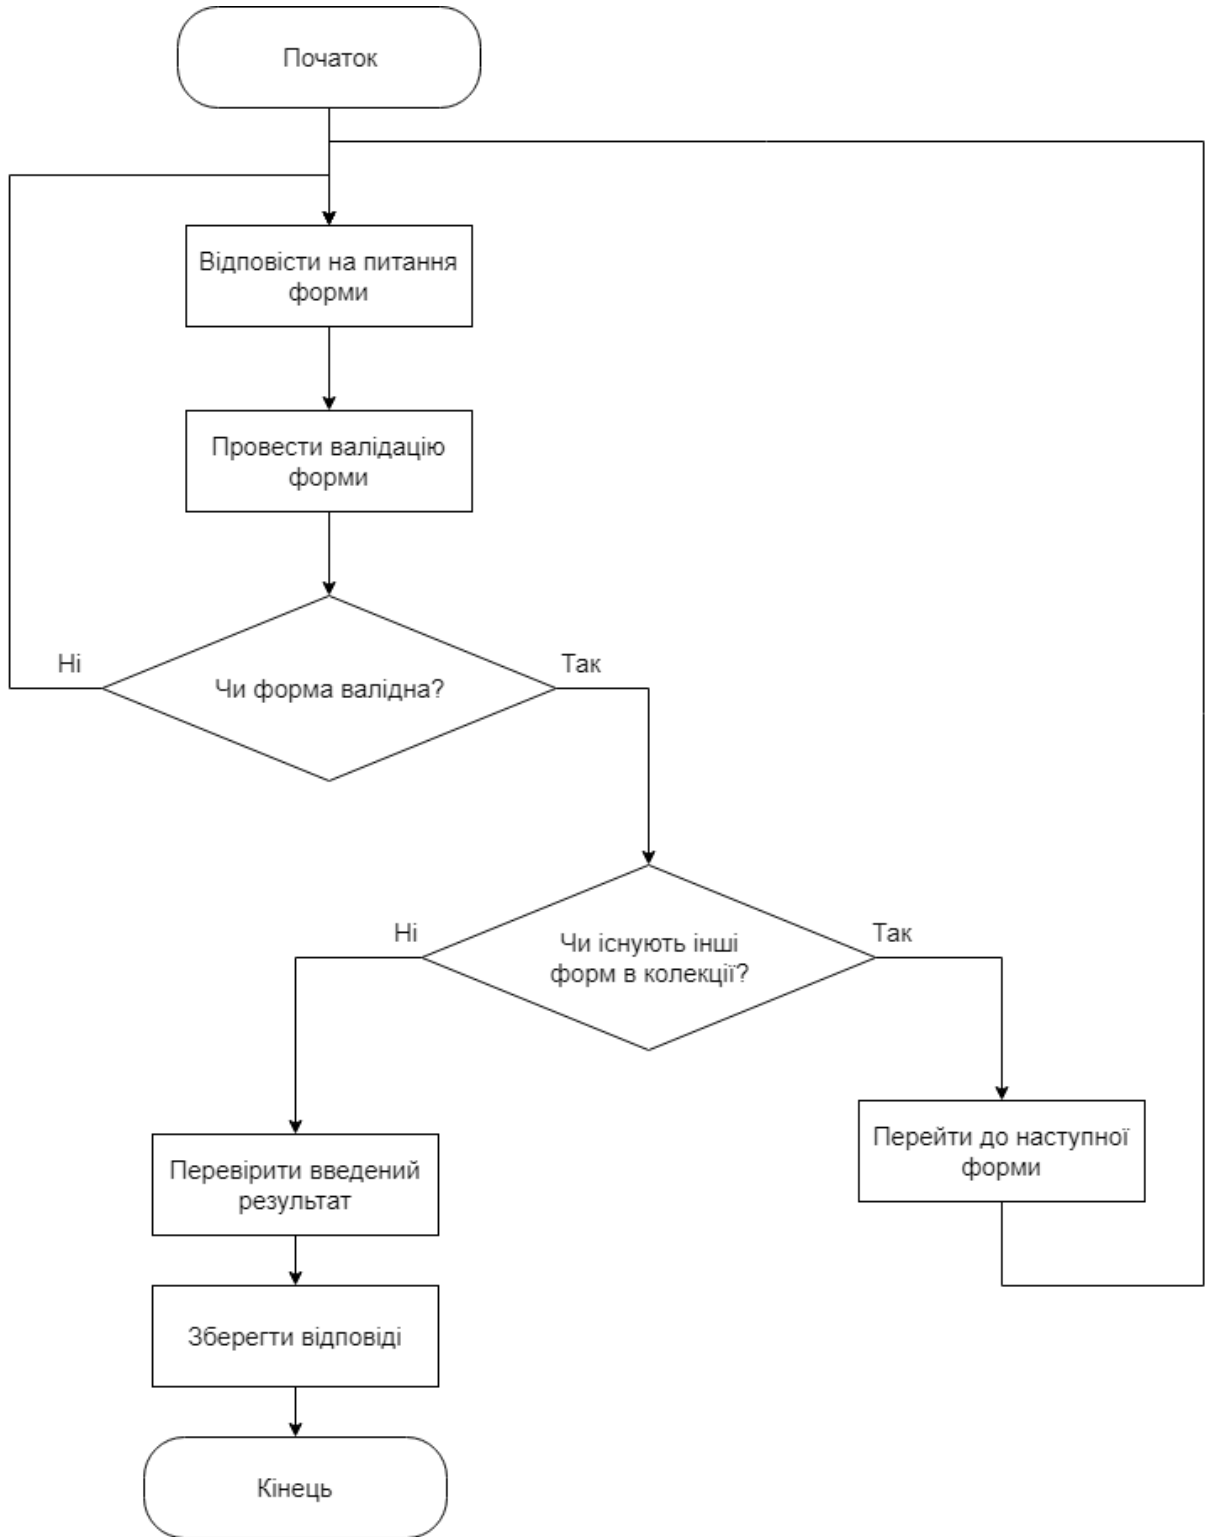 Початок
Відповісти на питання
форми
Провести валідацію
форми
Ні
Так
Чи форма валідна?
Ні
Так
Чи існують інші
форм в колекції?
Перейти до наступної
форми
Перевірити введений
результат
Зберегти відповіді
Кінець